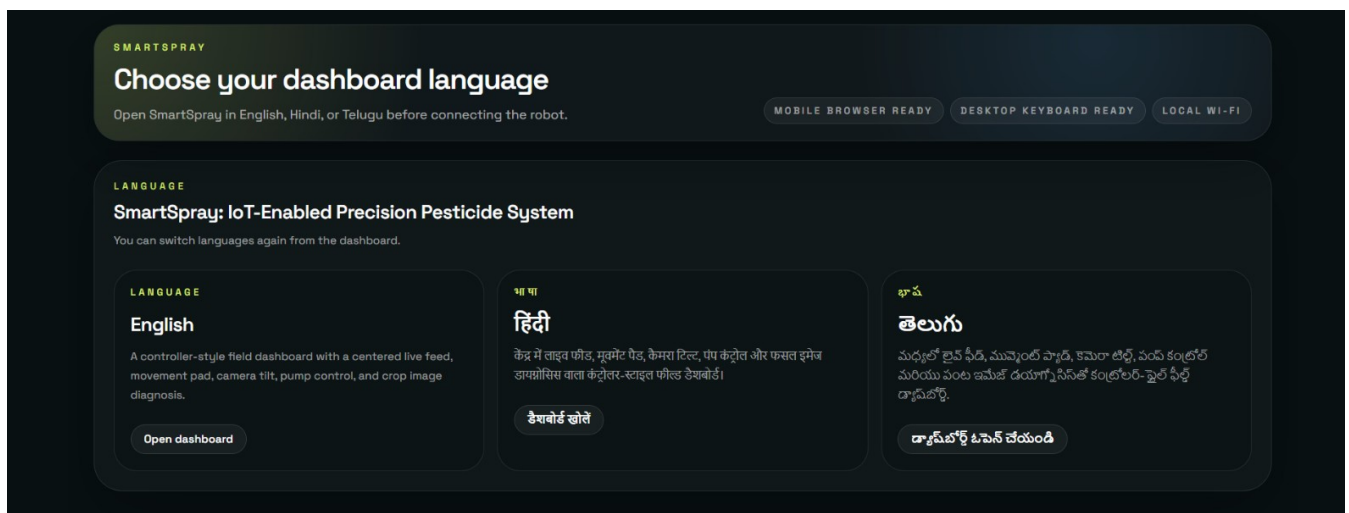 SMARTSPRAY
Choose your dashboard language
Open SmartSpray in English, Hindi, or Telugu before connecting the robot.
MOBILE BROWSER READY
DESKTOP KEYBOARD READY
LOCAL WI-FI
LANGUAGE
SmartSpray: IoT-Enabled Precision Pesticide System
You can switch languages again from the dashboard.
LANGUAGE
English
A controller-style field dashboard with a centered live feed,
movement pad, camera tilt, pump control, and crop image
diagnosis.
Open dashboard
भाषा
हिंदी
केंद्र में लाइव फीड, मूवमेंट पैड, कैमरा टिल्ट, पंप कंट्रोल और फसल इमेज
डायग्नोसिस वाला कंट्रोलर-स्टाइल फील्ड डैशबोर्ड।
डैशबोर्ड खोलें
భాష
తెలుగు
మధ్యలో లైవ్ ఫీడ్, మూవ్మెంట్ ప్యాడ్, కెమెరా టిల్ట్, పంప్ కంట్రోల్
మరియు పంట ఇమేజ్ డయాగ్నోసిస్‌తో కంట్రోలర్-స్టైల్ ఫీల్డ్
డ్యాష్‌బోర్డ్.
డ్యాష్‌బోర్డ్ ఓపెన్ చేయండి